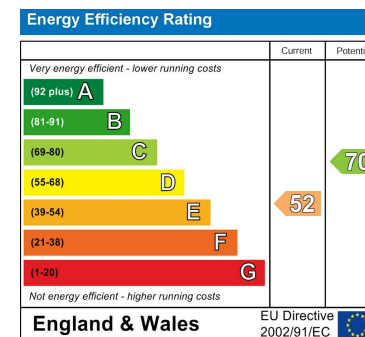 Energy Efficiency Rating
Current
Very energy efficient - lower running costs
(92 plus) A
(81-91) B
(69-80) C
70
(55-68) D
(39-54) E
52
(21-38) F
(1-20) G
Not energy efficient - higher running costs
England & Wales
EU Directive
2002/91/EC